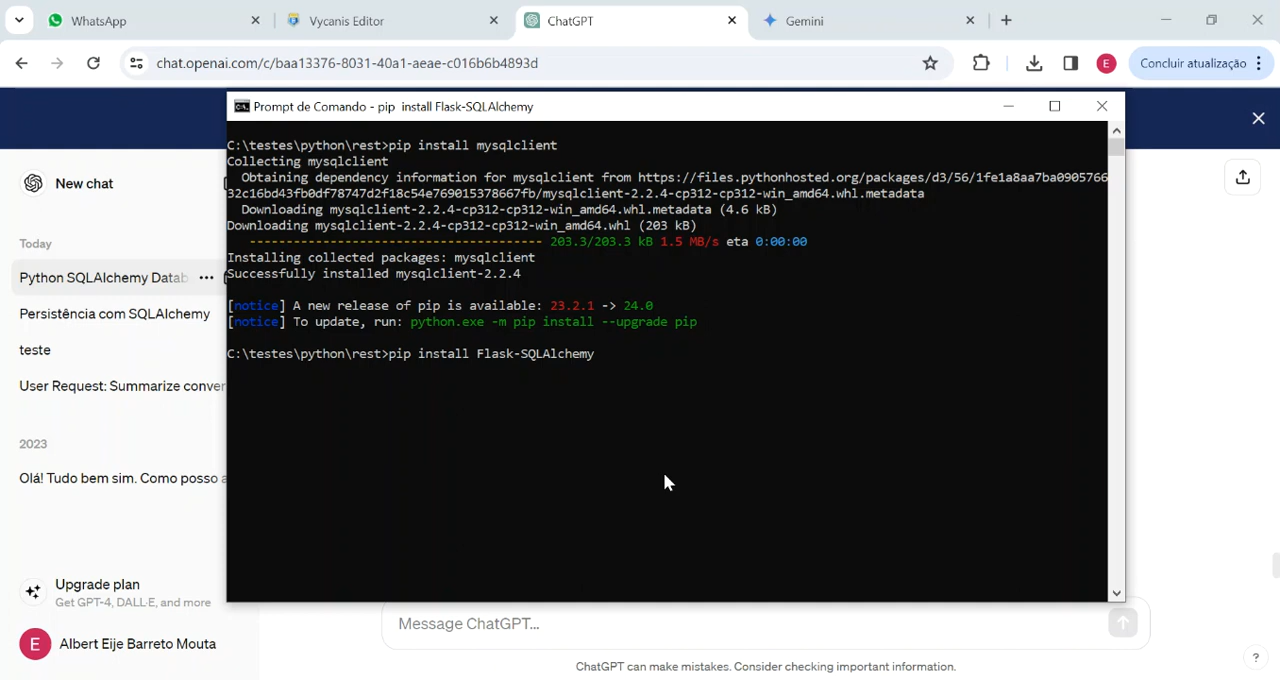 WhatsApp
Vycanis Editor
ChatGPT
Gemini
chat.openai.com/c/baa13376-8031-40a1-aeae-c016b6b4893d
E
Concluir atualização
Prompt de Comando - pip install Flask-SQLAlchemy
New chat
Today
Python SQLAlchemy Datab
Persistência com SQLAlchemy
teste
User Request: Summarize conver
2023
Olá! Tudo bem sim. Como posso a
Upgrade plan
Get GPT-4, DALL·E, and more
E
Albert Eije Barreto Mouta
C:\testes\python\rest>pip install mysqlclient
Collecting mysqlclient
Obtaining dependency information for mysqlclient from https://files.pythonhosted.org/packages/d3/56/1fe1a8aa7ba0905766
32c16bd43fb0df78747d2f18c54e769015378667fb/mysqlclient-2.2.4-cp312-cp312-win_amd64.whl.metadata
Downloading mysqlclient-2.2.4-cp312-cp312-win_amd64.whl.metadata (4.6 kB)
Downloading mysqlclient-2.2.4-cp312-cp312-win_amd64.whl (203 kB)
---------------------------------------- 203.3/203.3 kB 1.5 MB/s eta 0:00:00
Installing collected packages: mysqlclient
Successfully installed mysqlclient-2.2.4
[notice] A new release of pip is available: 23.2.1 -> 24.0
[notice] To update, run: python.exe -m pip install --upgrade pip
C:\testes\python\rest>pip install Flask-SQLAlchemy
Message ChatGPT...
ChatGPT can make mistakes. Consider checking important information.
?